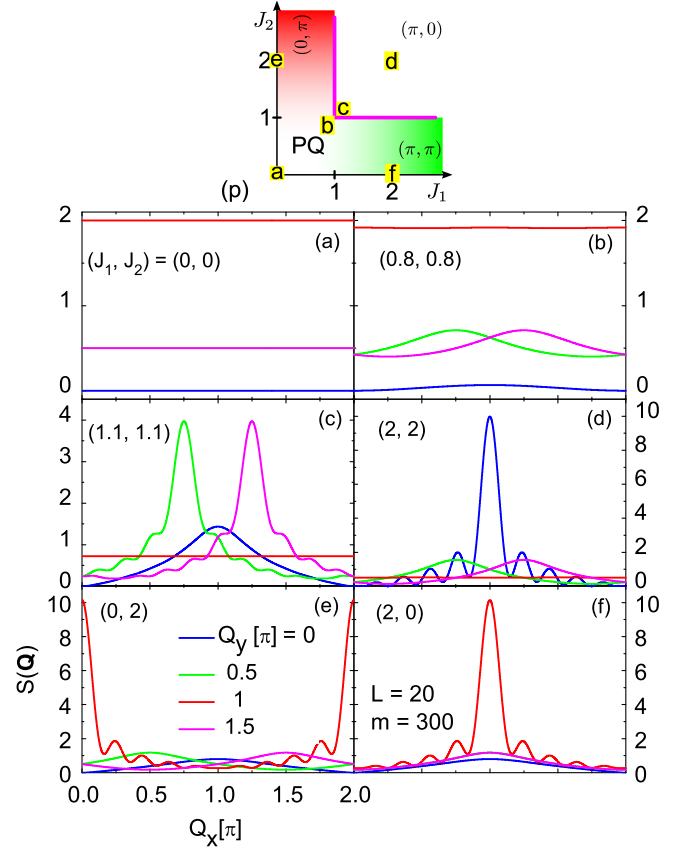 J₂
(0, π)
(π, 0)
2 e
d
c
1
b
PQ
(π, π)
a
f
(p)
1
2
J₁
2
(a)
(b)
2
(J₁, J₂) = (0, 0)
(0.8, 0.8)
1
1
0
0
4
(c)
(d)
10
(1.1, 1.1)
(2, 2)
3
8
6
2
4
1
2
0
0
10
(0, 2)
(e)
(2, 0)
(f)
10
8
Q_y [π] = 0
8
S(Q)
6
0.5
6
4
1
L = 20
4
2
1.5
m = 300
2
0
0
0.0
0.5
1.0
1.5
2.0
Q_x[π]